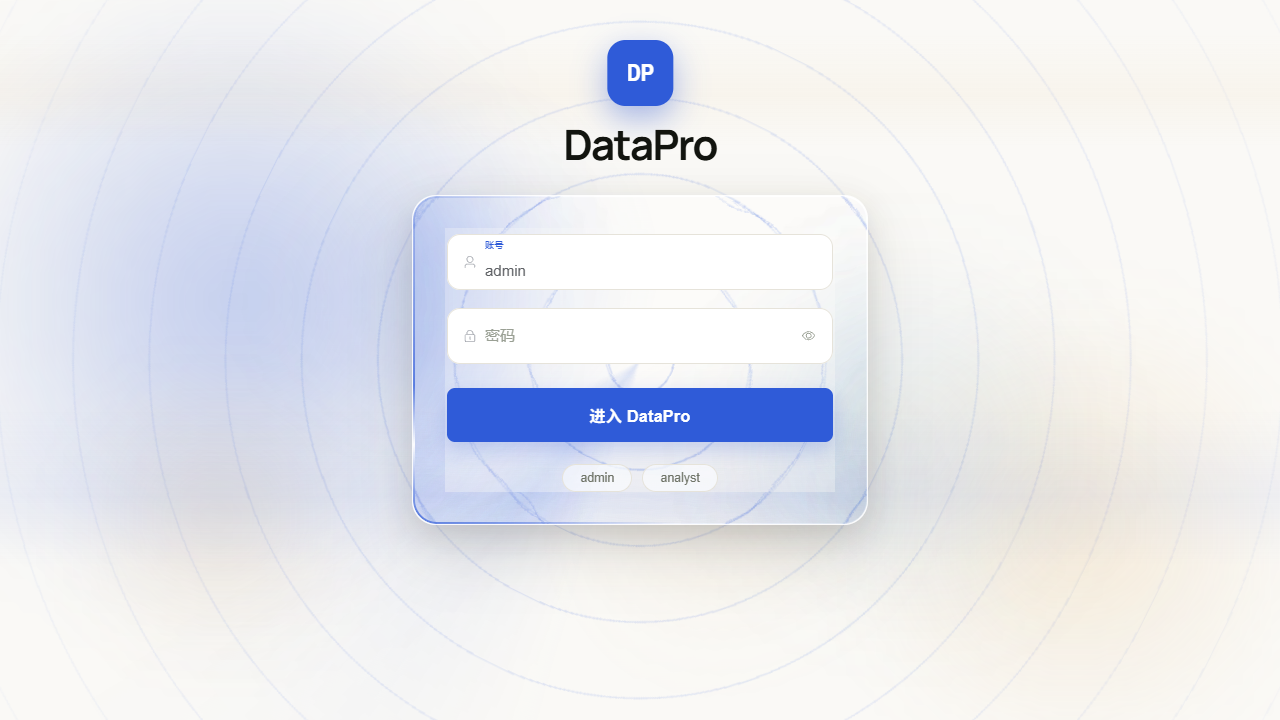 DP
DataPro
账号
admin
密码
进入 DataPro
admin
analyst